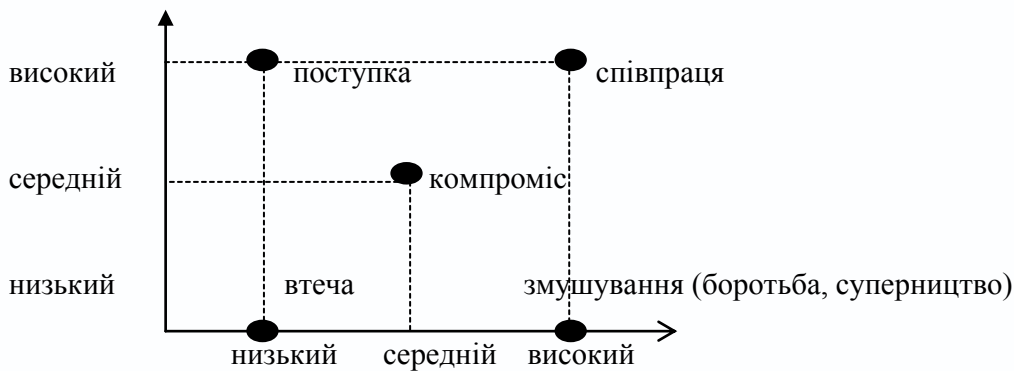 високий поступка співпраця
середній компроміс
низький втеча змушування (боротьба, суперництво)
низький середній високий